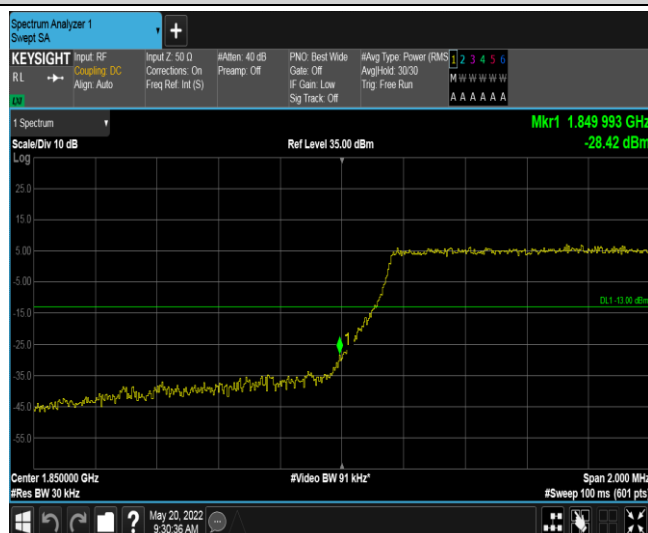 Spectrum Analyzer 1
Swept SA
+
KEYSIGHT
RL
LXI
Input: RF
Coupling: DC
Align: Auto
Input Z: 50 Ω
Corrections: On
Freq Ref: Int (S)
#Atten: 40 dB
Preamp: Off
PNO: Best Wide
Gate: Off
IF Gain: Low
Sig Track: Off
#Avg Type: Power (RMS
Avg|Hold: 30/30
Trig: Free Run
1 2 3 4 5 6
M W W W W W
A A A A A A
1 Spectrum
Scale/Div 10 dB
Ref Level 35.00 dBm
Mkr1 1.849 993 GHz
-28.42 dBm
Log
25.0
15.0
5.00
-5.00
DL1 -13.00 dBm
-15.0
-25.0
1
-35.0
-45.0
-55.0
Center 1.850000 GHz
#Video BW 91 kHz*
Span 2.000 MHz
#Res BW 30 kHz
#Sweep 100 ms (601 pts)
?
May 20, 2022
9:30:36 AM